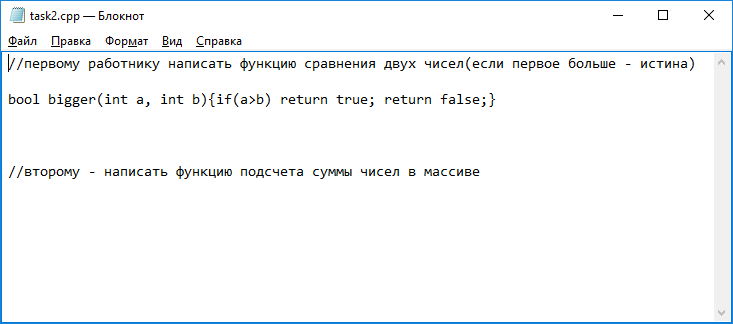 task2.cpp — Блокнот
Файл Правка Формат Вид Справка
//первому работнику написать функцию сравнения двух чисел(если первое больше - истина)
bool bigger(int a, int b){if(a>b) return true; return false;}
//второму - написать функцию подсчета суммы чисел в массиве